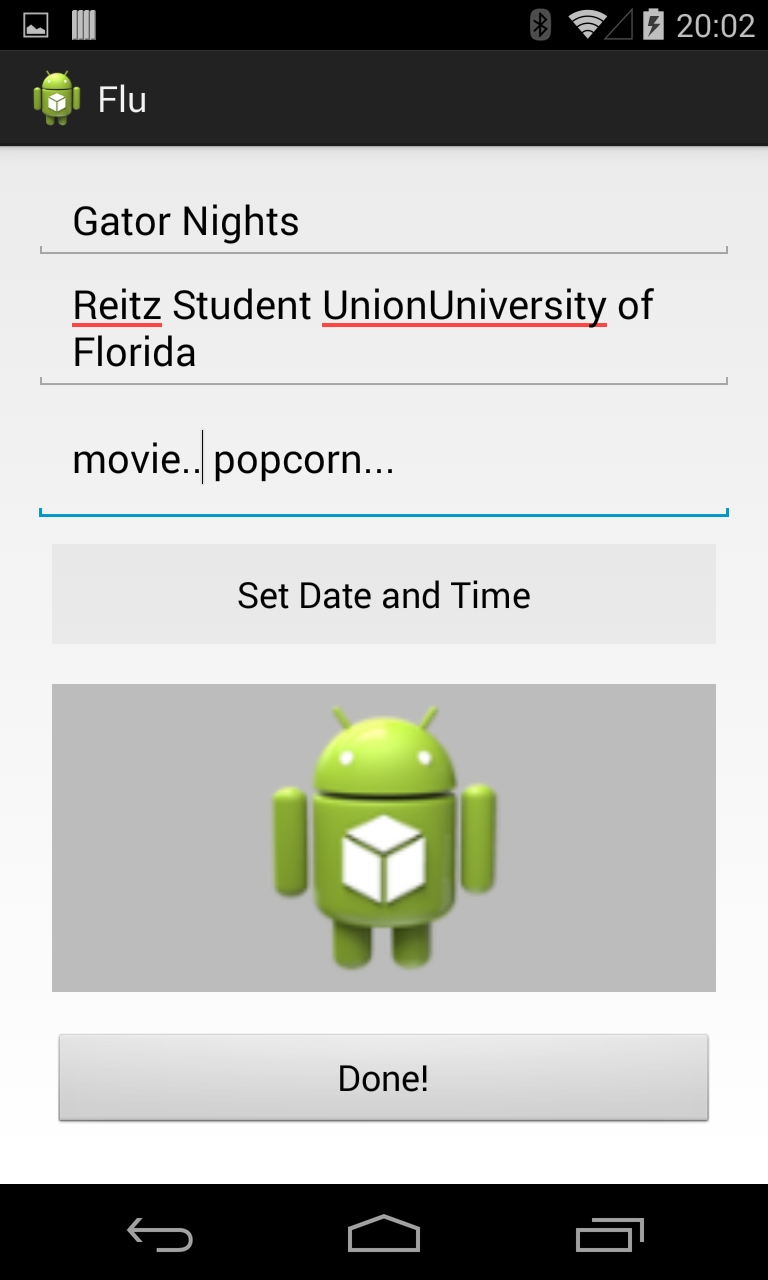 20:02
Flu
Gator Nights
Reitz Student UnionUniversity of
Florida
movie.. popcorn...
Set Date and Time
Done!